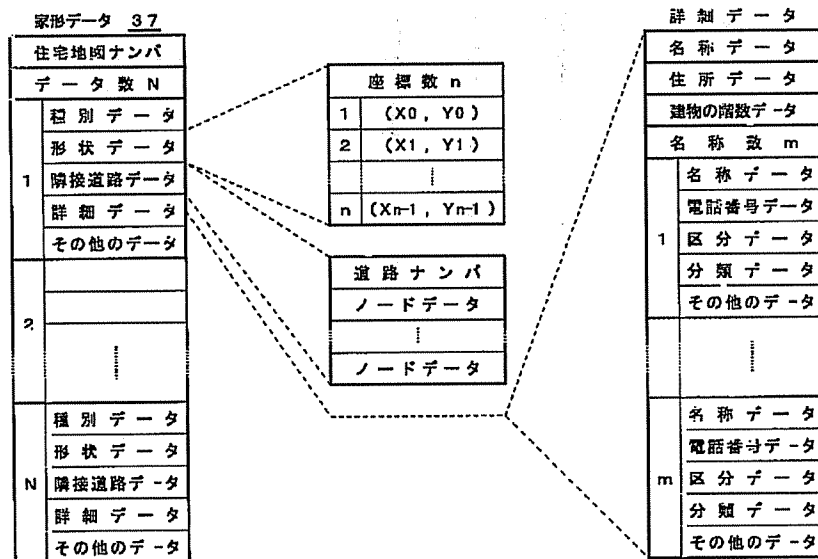 家形データ 37
住宅地図ナンバ
データ数N
1
種別データ
形状データ
隣接道路データ
詳細データ
その他のデータ
2
N
種別データ
形状データ
隣接道路データ
詳細データ
その他のデータ
座標数n
1 (X0, Y0)
2 (X1, Y1)
n (Xn-1, Yn-1)
道路ナンバ
ノードデータ
ノードデータ
詳細データ
名称データ
住所データ
建物の階数データ
名称数m
1
名称データ
電話番号データ
区分データ
分類データ
その他のデータ
m
名称データ
電話番号データ
区分データ
分類データ
その他のデータ